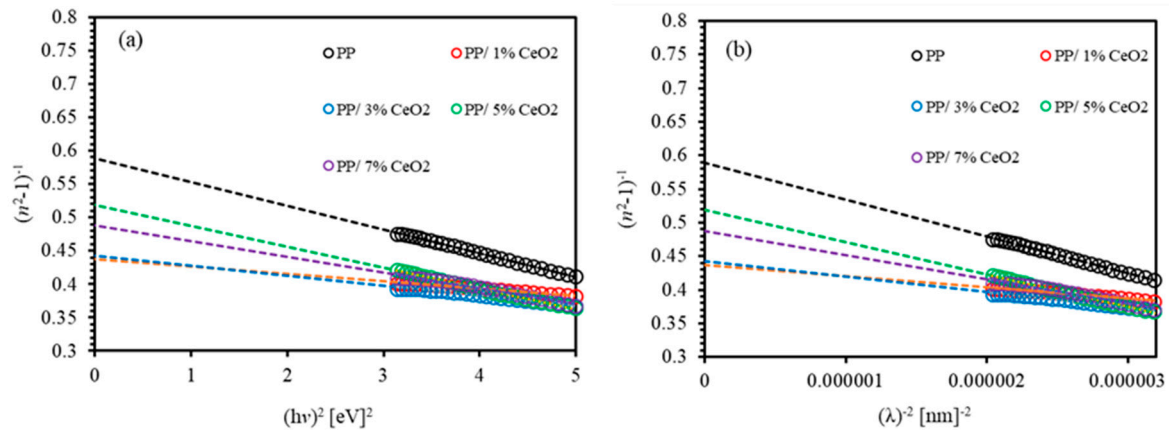 (a)
PP
PP/ 1% CeO2
PP/ 3% CeO2
PP/ 5% CeO2
PP/ 7% CeO2
0.8
0.75
0.7
0.65
0.6
0.55
0.5
0.45
0.4
0.35
0.3
(n²-1)⁻¹
0 1 2 3 4 5
(hν)² [eV]²
(b)
PP
PP/ 1% CeO2
PP/ 3% CeO2
PP/ 5% CeO2
PP/ 7% CeO2
0.8
0.75
0.7
0.65
0.6
0.55
0.5
0.45
0.4
0.35
0.3
(n²-1)⁻¹
0 0.000001 0.000002 0.000003
(λ)⁻² [nm]⁻²